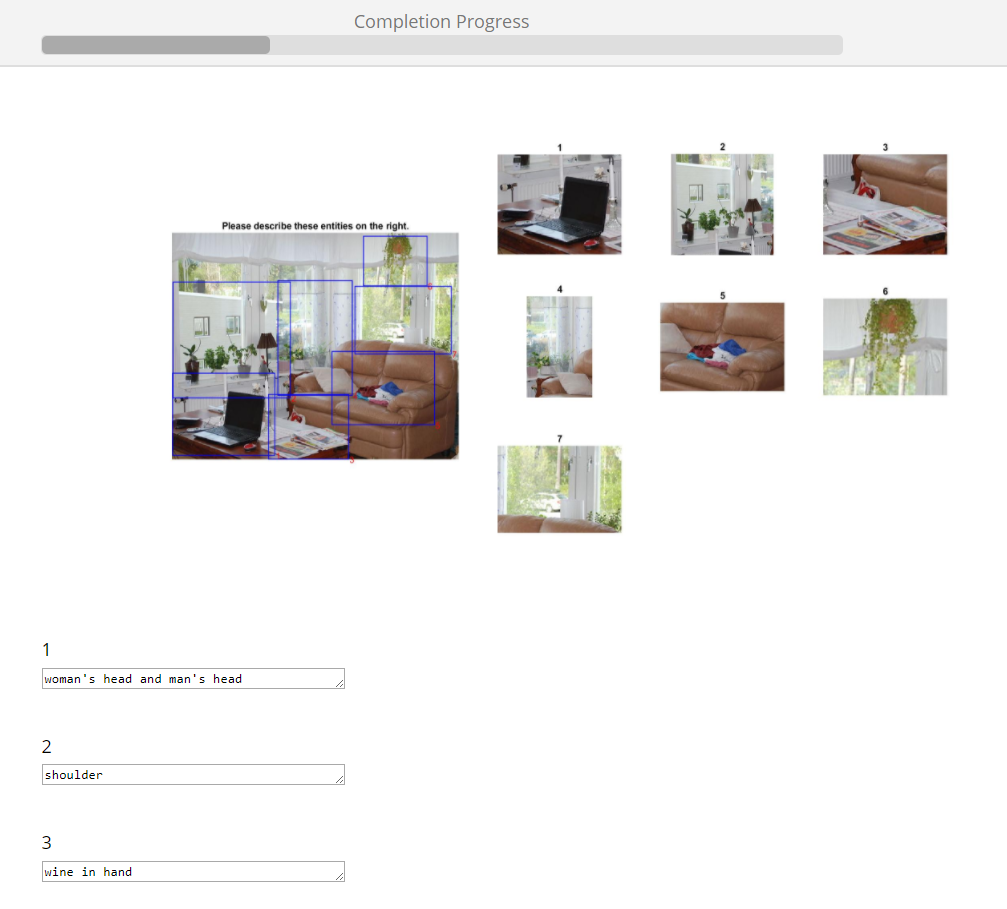 Completion Progress
1
2
3
Please describe these entities on the right.
4
5
6
7
1
woman's head and man's head
2
shoulder
3
wine in hand